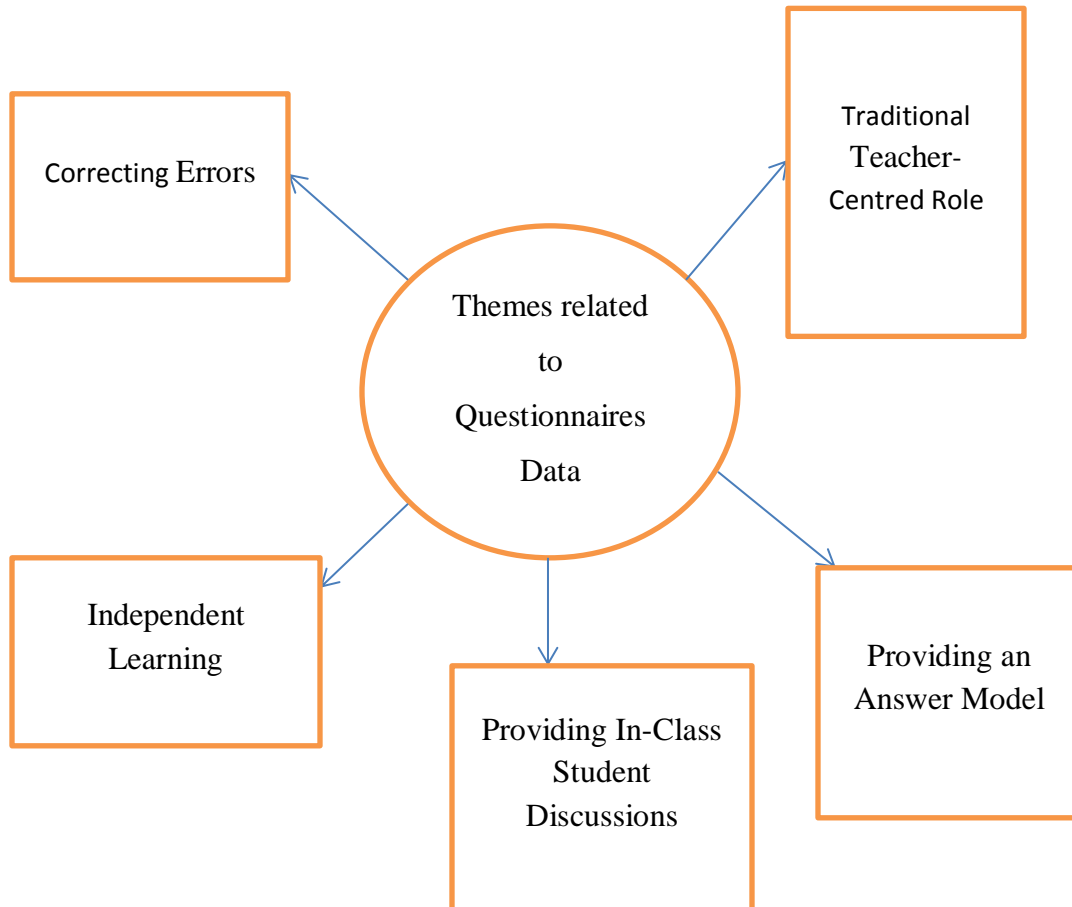 Correcting Errors
Traditional
Teacher-
Centred Role
Themes related
to
Questionnaires
Data
Independent
Learning
Providing In-Class
Student
Discussions
Providing an
Answer Model